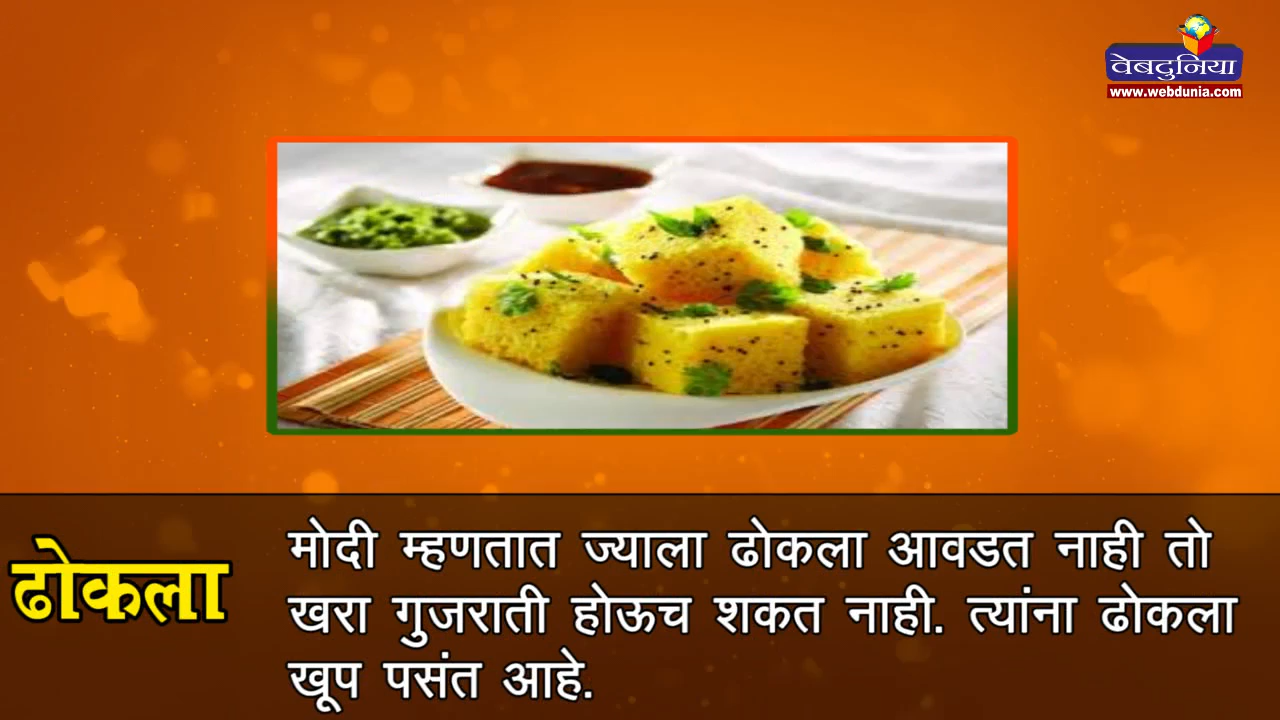 वेबदुनिया
www.webdunia.com
ढोकला
मोदी म्हणतात ज्याला ढोकला आवडत नाही तो
खरा गुजराती होऊच शकत नाही. त्यांना ढोकला
खूप पसंत आहे.